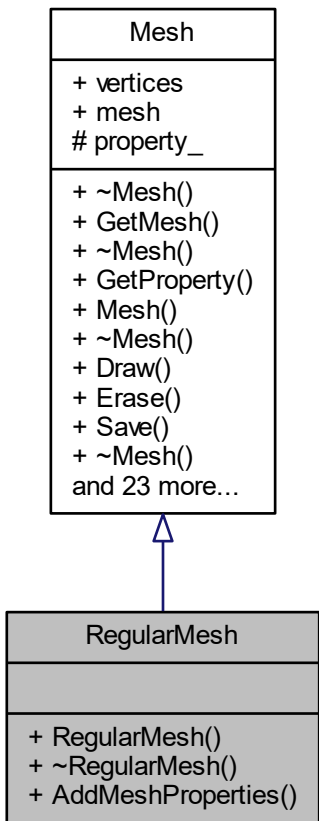 Mesh
+ vertices
+ mesh
# property_
+ ~Mesh()
+ GetMesh()
+ ~Mesh()
+ GetProperty()
+ Mesh()
+ ~Mesh()
+ Draw()
+ Erase()
+ Save()
+ ~Mesh()
and 23 more...
RegularMesh
+ RegularMesh()
+ ~RegularMesh()
+ AddMeshProperties()